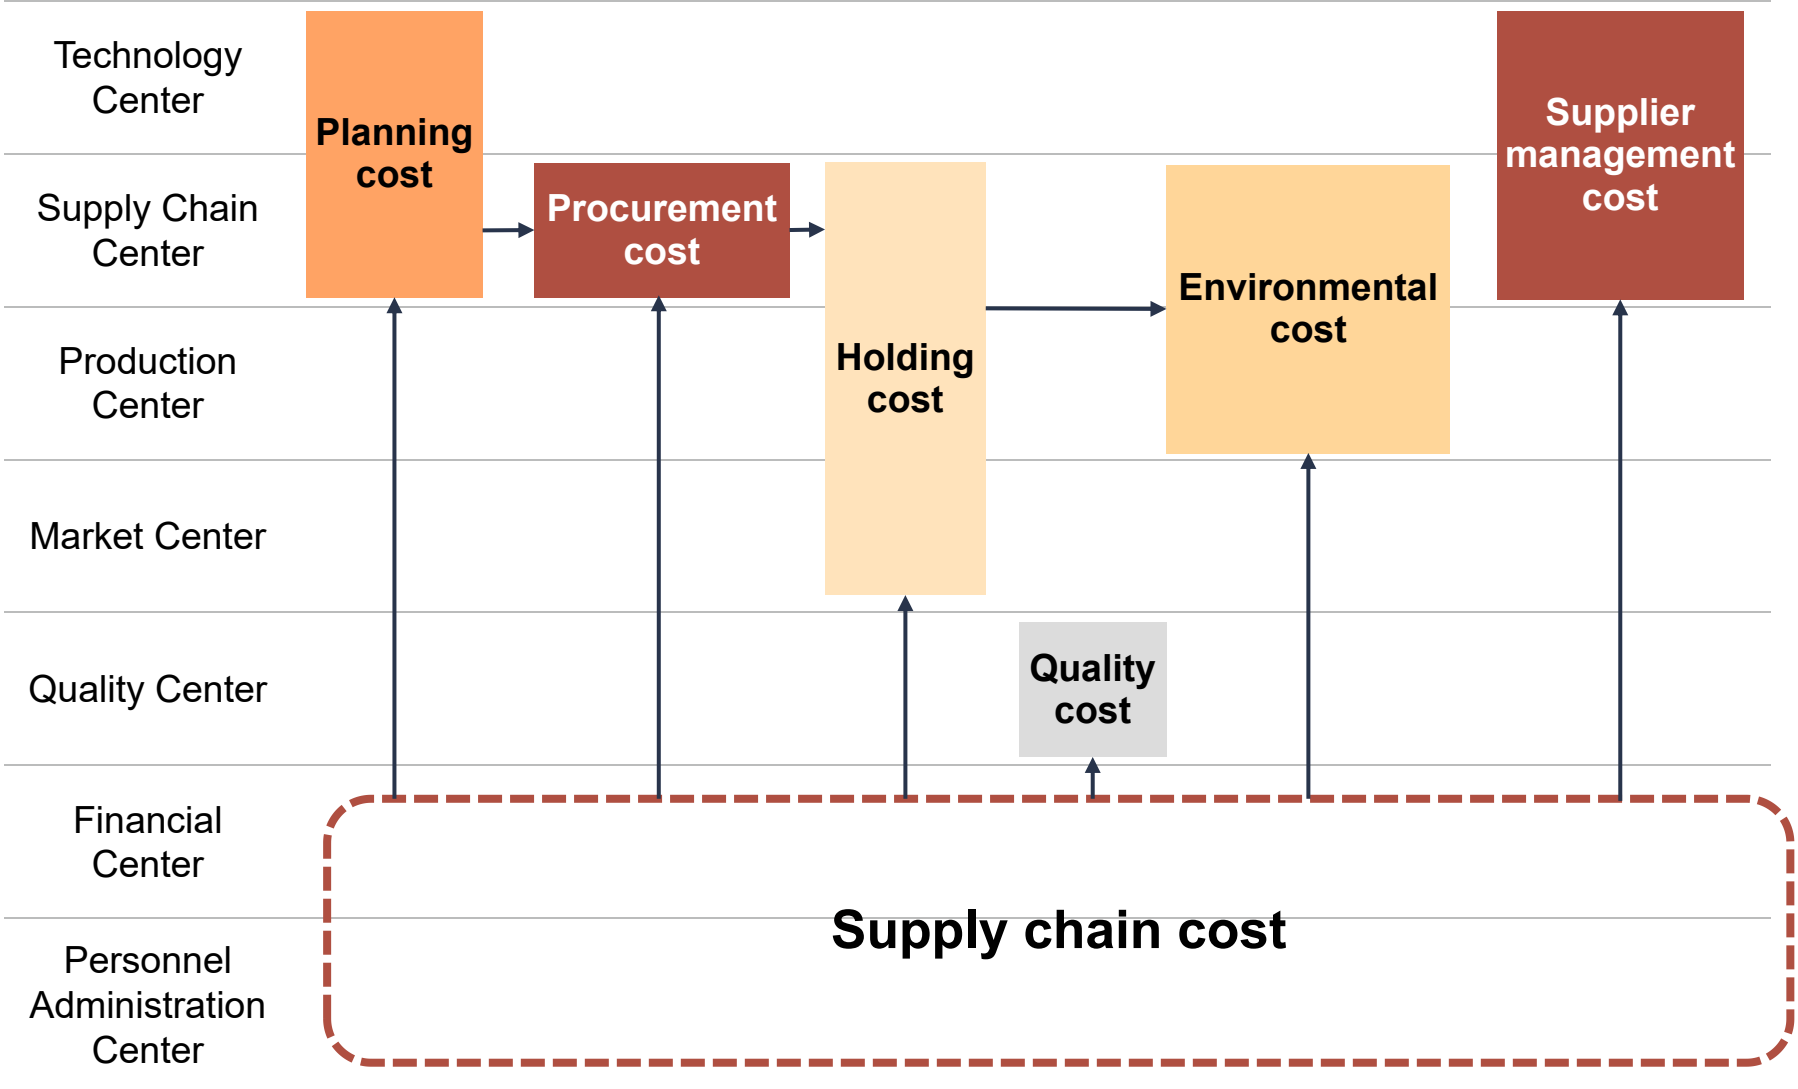 Technology
Center
Supply Chain
Center
Production
Center
Market Center
Quality Center
Financial
Center
Personnel
Administration
Center
Planning
cost
Procurement
cost
Holding
cost
Quality
cost
Environmental
cost
Supplier
management
cost
Supply chain cost